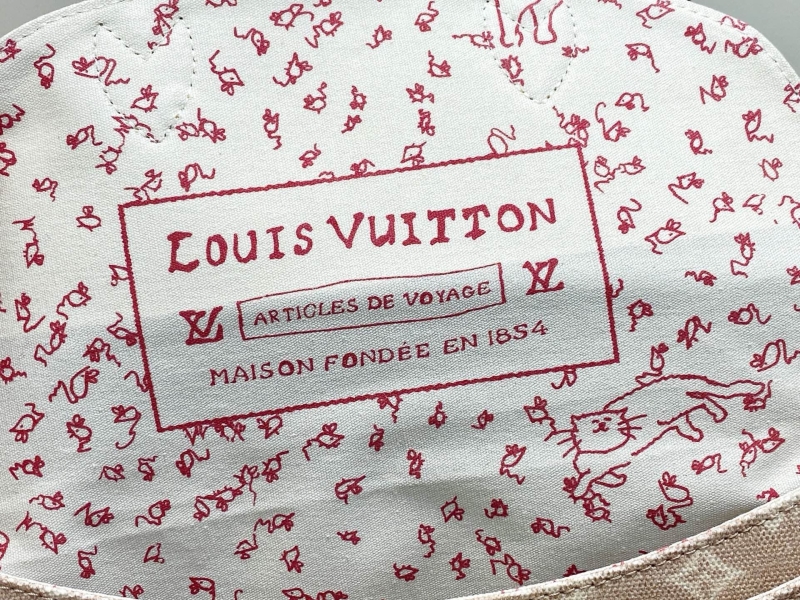 LOUIS VUITTON
LV ARTICLES DE VOYAGE LV
MAISON FONDÉE EN 1854